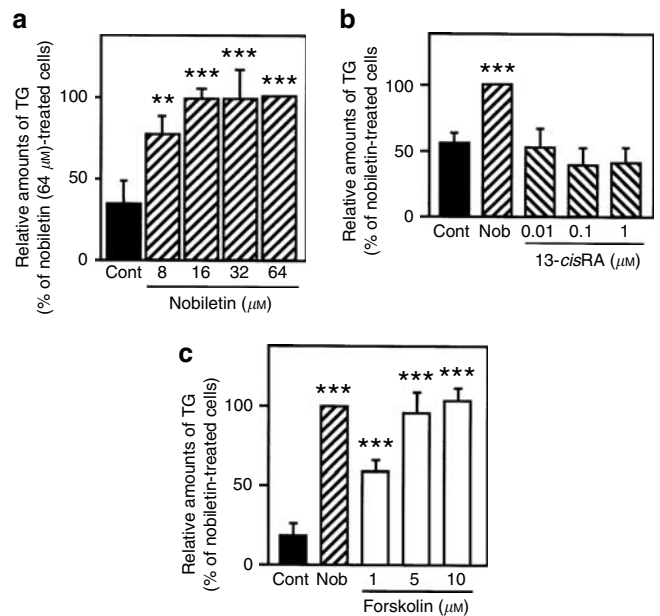 a
Relative amounts of TG
(% of nobiletin (64 μM)-treated cells)
100
50
0
** *** *** ***
Cont 8 16 32 64
Nobiletin (μM)
b
Relative amounts of TG
(% of nobiletin-treated cells)
100
50
0
***
Cont Nob 0.01 0.1 1
13-cisRA (μM)
c
Relative amounts of TG
(% of nobiletin-treated cells)
100
50
0
*** *** *** ***
Cont Nob 1 5 10
Forskolin (μM)